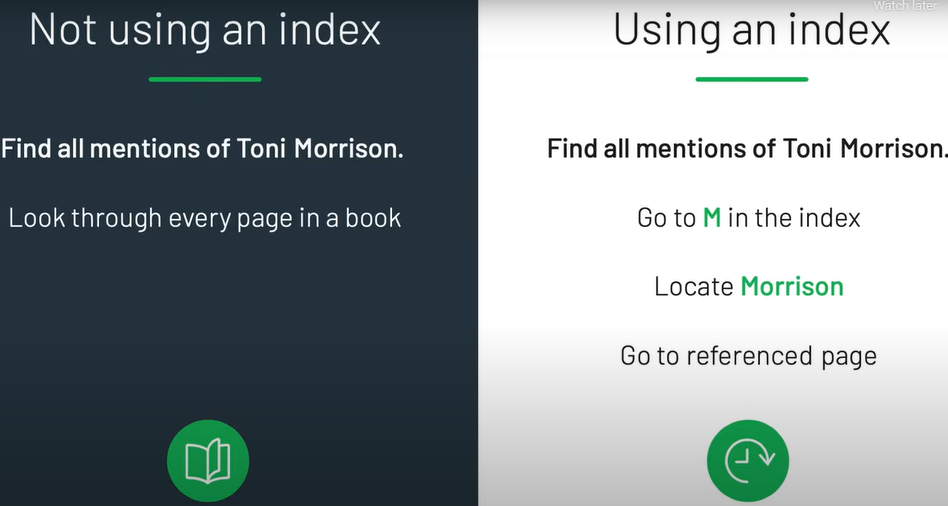 Watch later
Not using an index
Find all mentions of Toni Morrison.
Look through every page in a book
Using an index
Find all mentions of Toni Morrison.
Go to M in the index
Locate Morrison
Go to referenced page